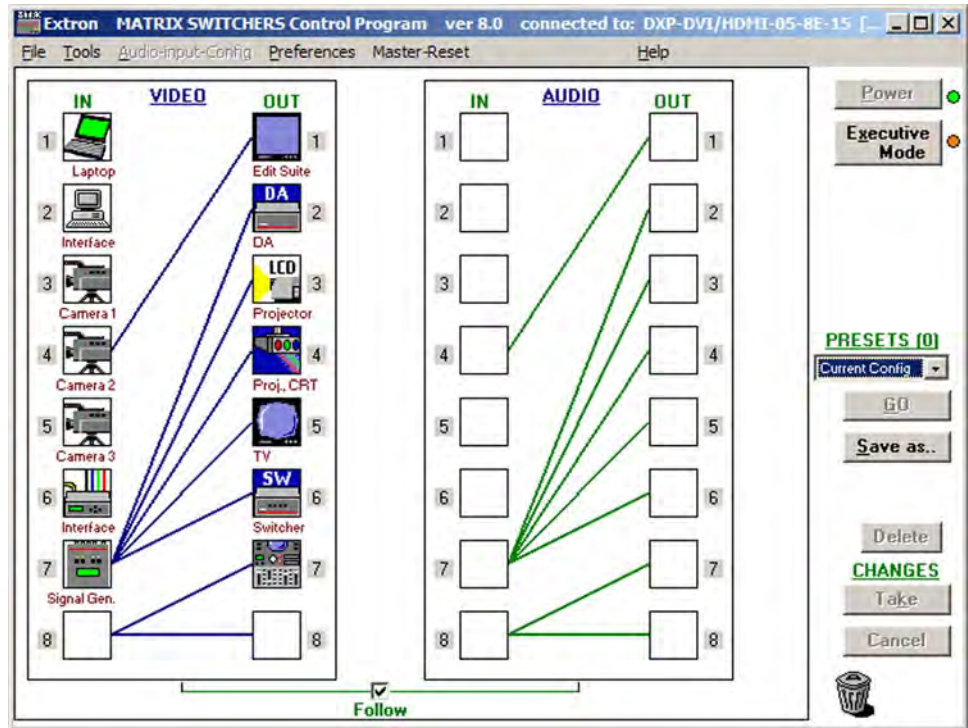 Extron MATRIX SWITCHERS Control Program ver 8.0 connected to: DXP-DVI/HDMI-05-8E-15 [...
File Tools Audio-input-Config Preferences Master-Reset Help
VIDEO
IN OUT
1 Laptop
2 Interface
3 Camera 1
4 Camera 2
5 Camera 3
6 Interface
7 Signal Gen.
8
1 Edit Suite
DA
2 DA
LCD
3 Projector
4 Proj., CRT
5 TV
SW
6 Switcher
7
8
AUDIO
IN OUT
1 1
2 2
3 3
4 4
5 5
6 6
7 7
8 8
Follow
Power
Executive
Mode
PRESETS [0]
Current Config
GO
Save as..
Delete
CHANGES
Take
Cancel